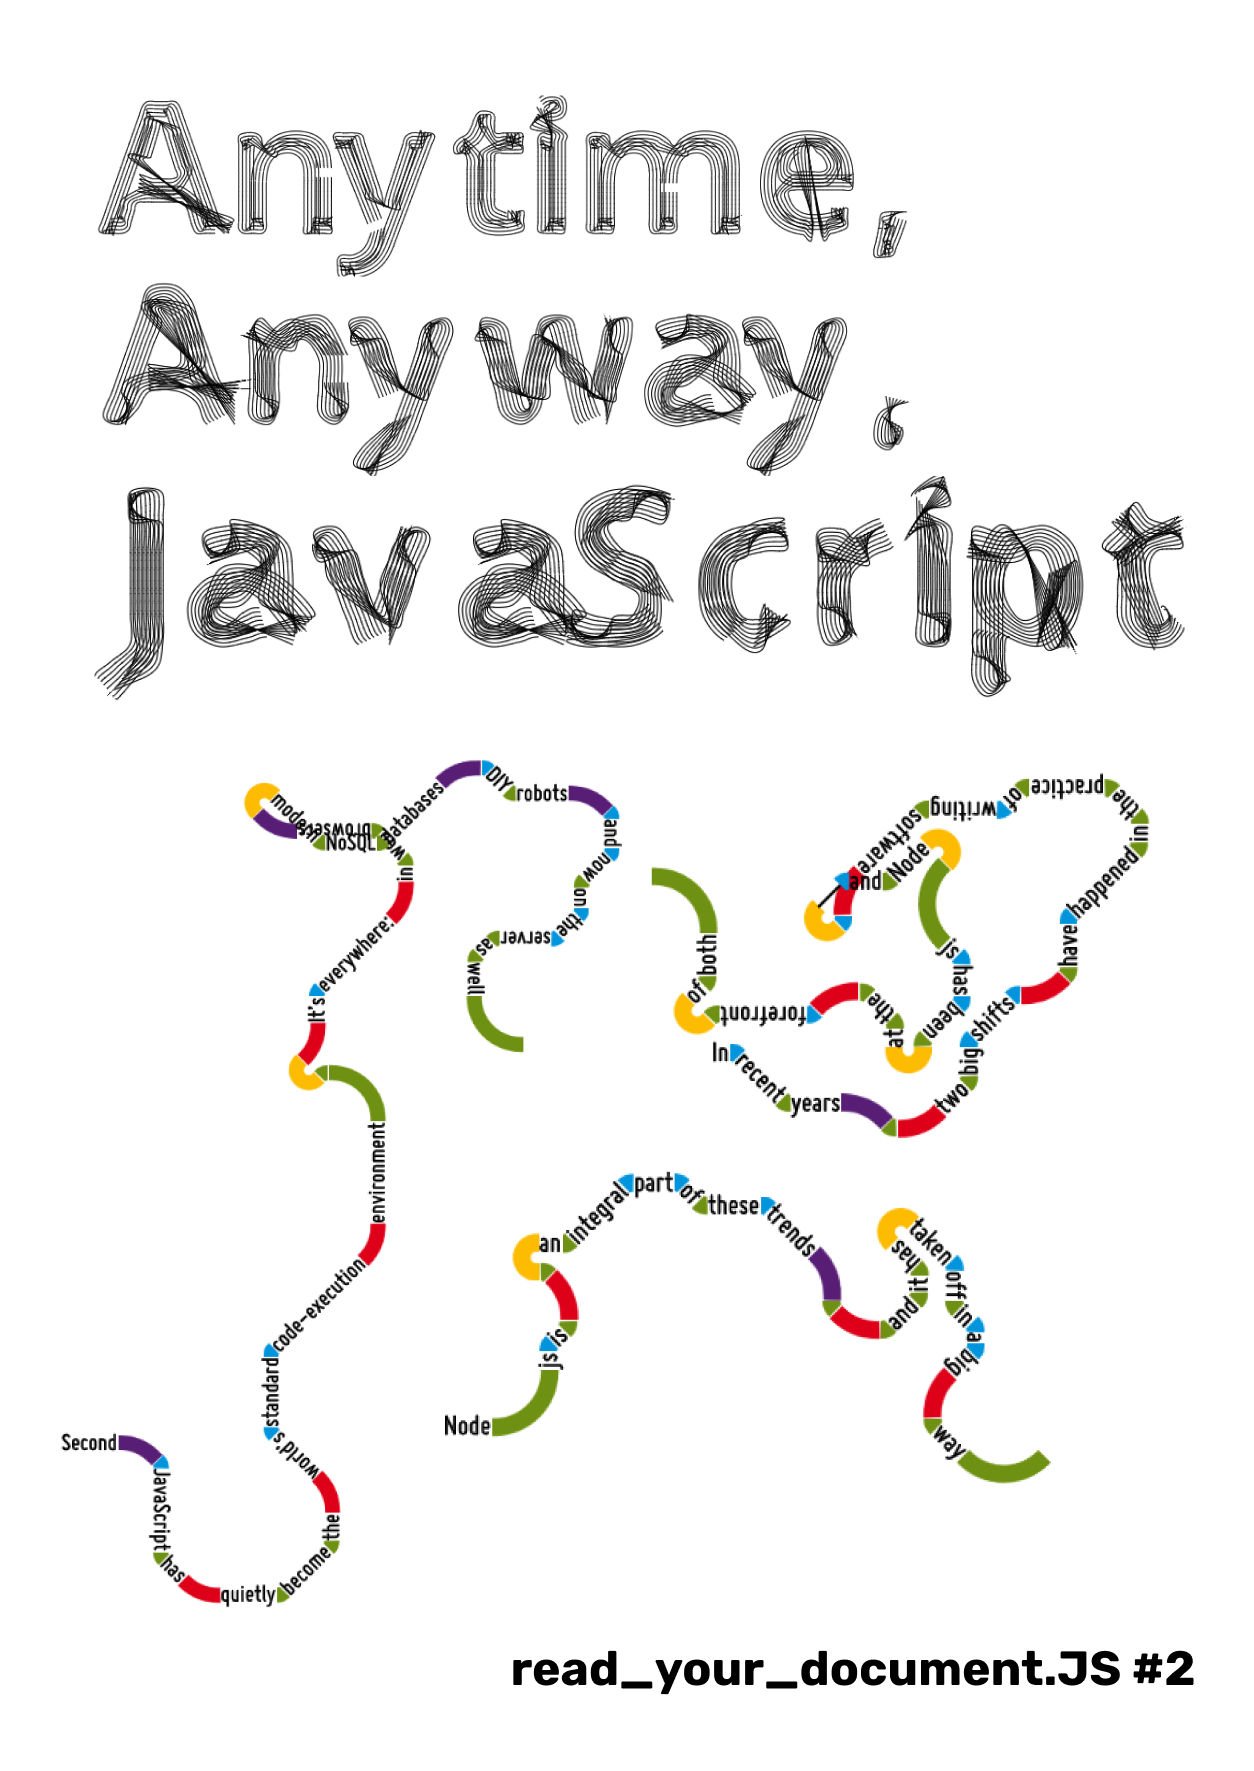 Anytime,
Anyway,
JavaScript
In recent years two big shifts have happened in the practice of writing software and Node js has been at the forefront of both
Second JavaScript has quietly become the world's standard code-execution environment It's everywhere: in web browsers modern NoSQL databases DIY robots and now on the server as well
Node js is an integral part of these trends and it has taken off in a big way
read_your_document.JS #2